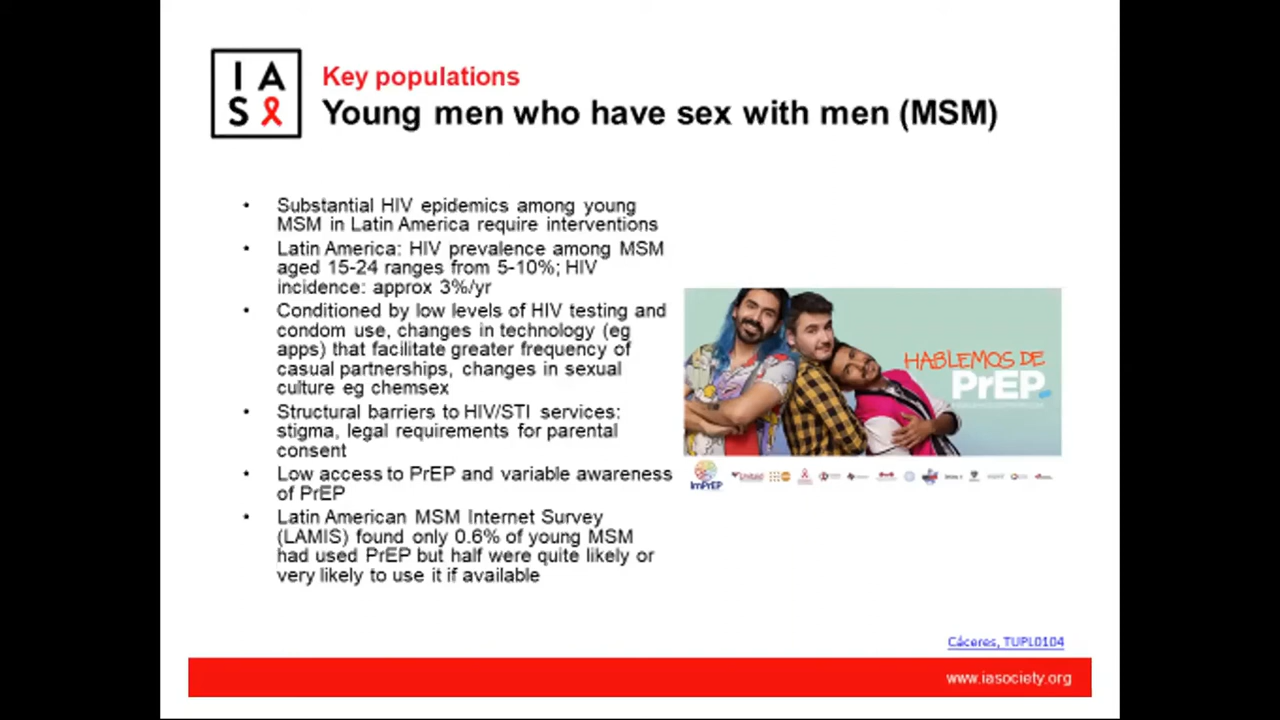 I A
S
Key populations
Young men who have sex with men (MSM)
• Substantial HIV epidemics among young
MSM in Latin America require interventions
• Latin America: HIV prevalence among MSM
aged 15-24 ranges from 5-10%; HIV
incidence: approx 3%/yr
• Conditioned by low levels of HIV testing and
condom use, changes in technology (eg
apps) that facilitate greater frequency of
casual partnerships, changes in sexual
culture eg chemsex
• Structural barriers to HIV/STI services:
stigma, legal requirements for parental
consent
• Low access to PrEP and variable awareness
of PrEP
• Latin American MSM Internet Survey
(LAMIS) found only 0.6% of young MSM
had used PrEP but half were quite likely or
very likely to use it if available
HABLEMOS DE
PrEP
ImPrEP
Unitaid
Cáceres, TUPL0104
www.iasociety.org